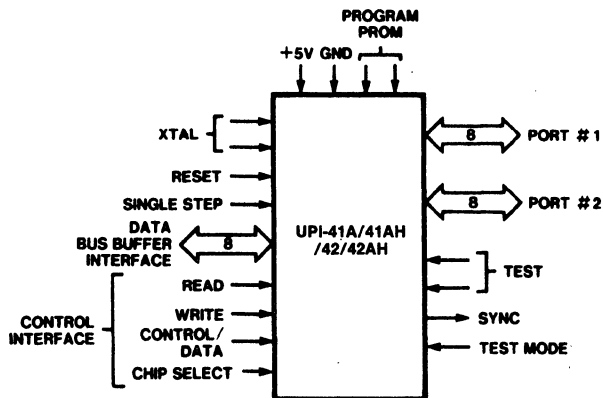 PROGRAM
PROM
+5V GND
XTAL
RESET
SINGLE STEP
DATA
BUS BUFFER
INTERFACE
8
READ
WRITE
CONTROL/
DATA
CHIP SELECT
CONTROL
INTERFACE
UPI-41A/41AH
/42/42AH
8
PORT #1
8
PORT #2
TEST
SYNC
TEST MODE